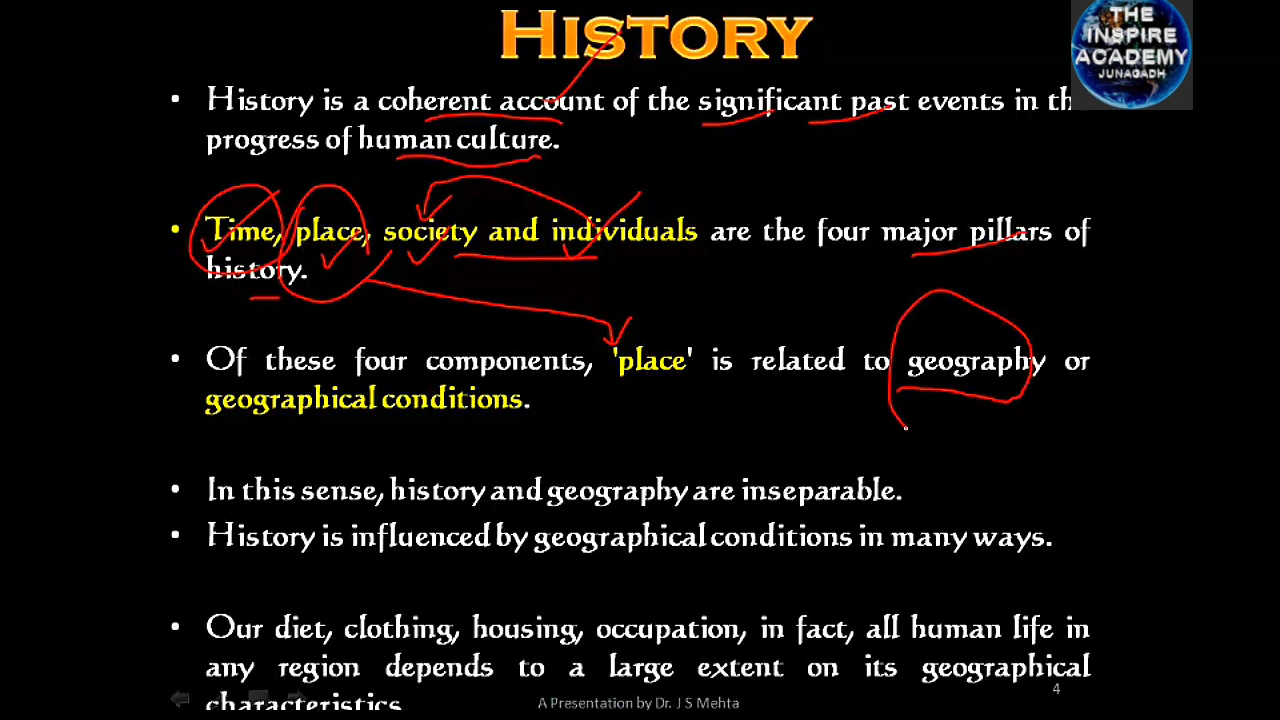 HISTORY
THE
INSPIRE
ACADEMY
JUNAGADH
• History is a coherent account of the significant past events in th
progress of human culture.
• Time, place, society and individuals are the four major pillars of
history.
• Of these four components, 'place' is related to geography or
geographical conditions.
• In this sense, history and geography are inseparable.
• History is influenced by geographical conditions in many ways.
• Our diet, clothing, housing, occupation, in fact, all human life in
any region depends to a large extent on its geographical
characteristics.
4
A Presentation by Dr. J S Mehta